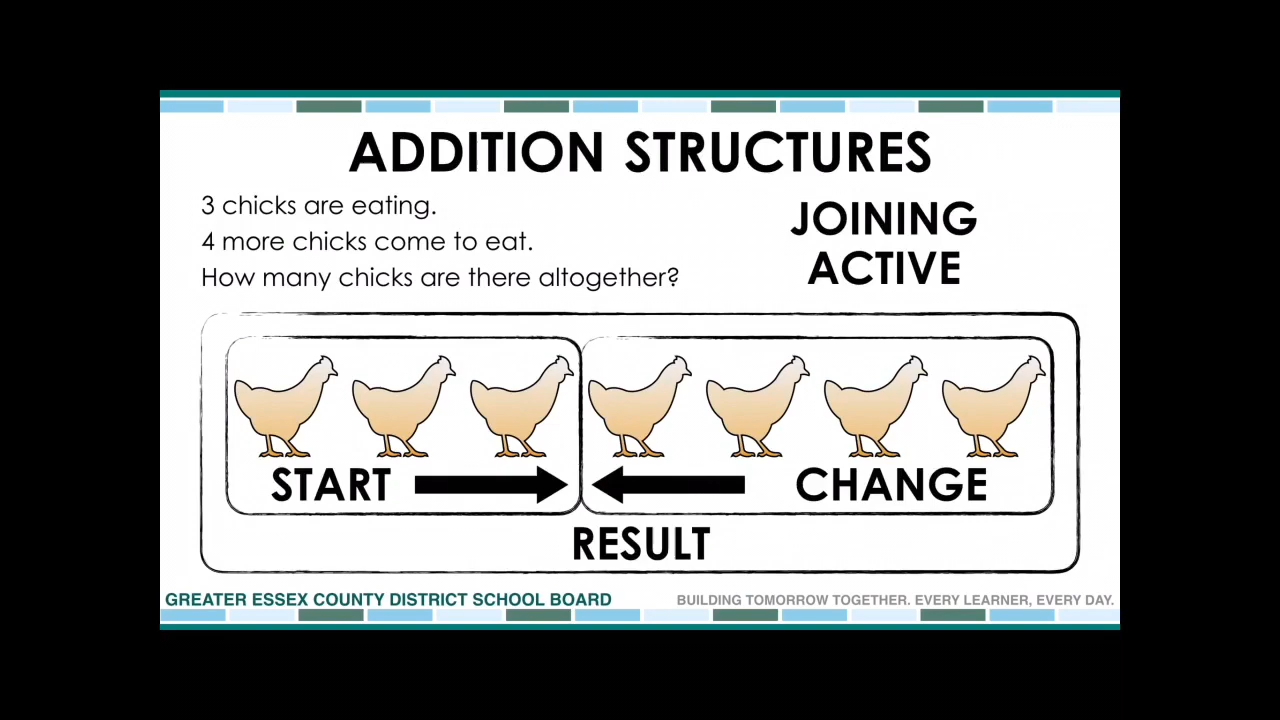 ADDITION STRUCTURES
3 chicks are eating.
4 more chicks come to eat.
How many chicks are there altogether?
JOINING
ACTIVE
START
CHANGE
RESULT
GREATER ESSEX COUNTY DISTRICT SCHOOL BOARD
BUILDING TOMORROW TOGETHER. EVERY LEARNER, EVERY DAY.